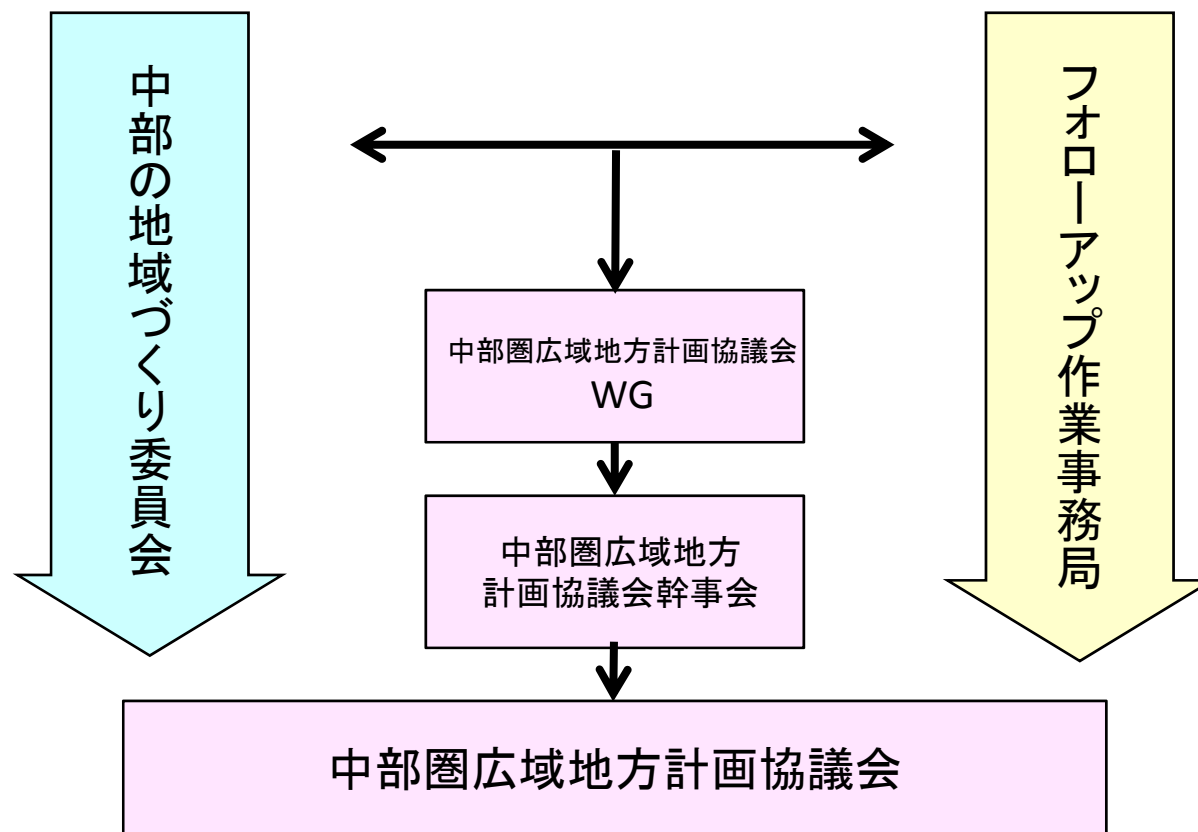 中部の地域づくり委員会
フォローアップ作業事務局
中部圏広域地方計画協議会
WG
中部圏広域地方
計画協議会幹事会
中部圏広域地方計画協議会